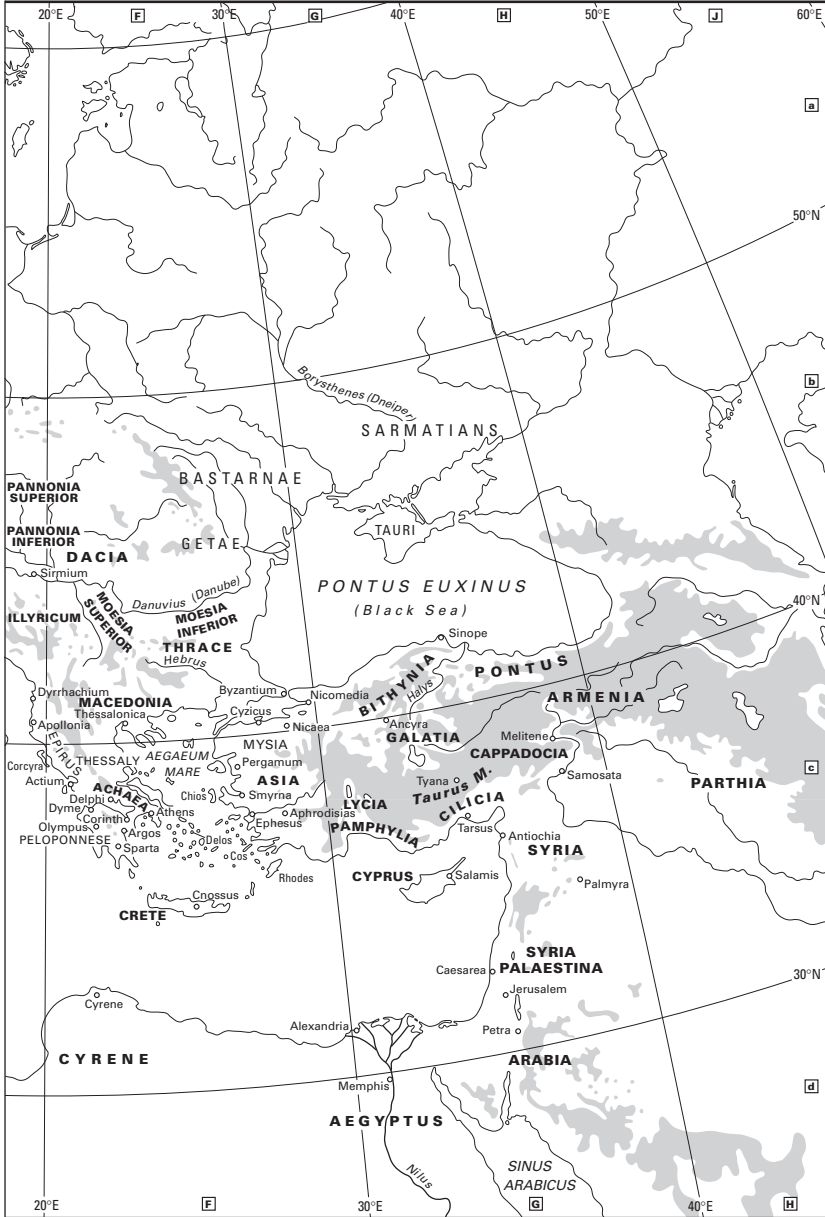 20°E
F
30°E
G
40°E
H
50°E
J
60°E
a
50°N
b
Borysthenes (Dneiper)
SARMATIANS
BASTARNAE
PANNONIA
SUPERIOR
TAURI
PANNONIA
INFERIOR
GETAE
DACIA
Sirmium
PONTUS EUXINUS
(Black Sea)
Danuvius (Danube)
MOESIA
SUPERIOR
MOESIA
INFERIOR
40°N
ILLYRICUM
THRACE
Hebrus
Sinope
PONTUS
BITHYNIA
Halys
Dyrrhachium
MACEDONIA
Byzantium
Nicomedia
ARMENIA
Thessalonica
Cyzicus
Apollonia
Nicaea
Ancyra
GALATIA
Melitene
EPIRUS
MYSIA
CAPPADOCIA
THESSALY
AEGAEUM
MARE
Corcyra
Pergamum
c
Actium
ASIA
Tyana
Taurus M.
Samosata
PARTHIA
ACHAEA
Delphi
Chios
Smyrna
LYCIA
CILICIA
Dyme
Corinth
Athens
Ephesus
Aphrodisias
PAMPHYLIA
Tarsus
Olympus
Argos
Antiochia
PELOPONNESE
Delos
Sparta
Cos
SYRIA
Rhodes
CYPRUS
Salamis
Palmyra
Cnossus
CRETE
SYRIA
PALAESTINA
Caesarea
30°N
Jerusalem
Cyrene
Alexandria
Petra
CYRENE
ARABIA
Memphis
d
AEGYPTUS
Nilus
SINUS
ARABICUS
20°E
F
30°E
G
40°E
H